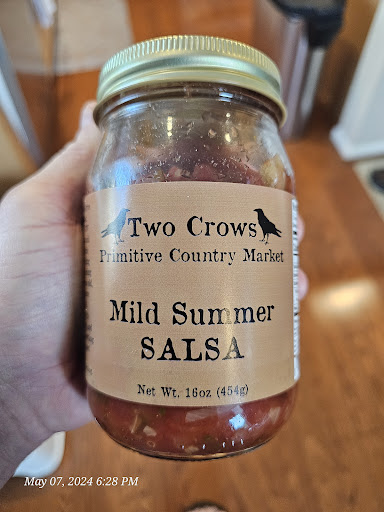 Two Crows
Primitive Country Market
Mild Summer
SALSA
Net Wt. 16oz (454g)
May 07, 2024 6:28 PM